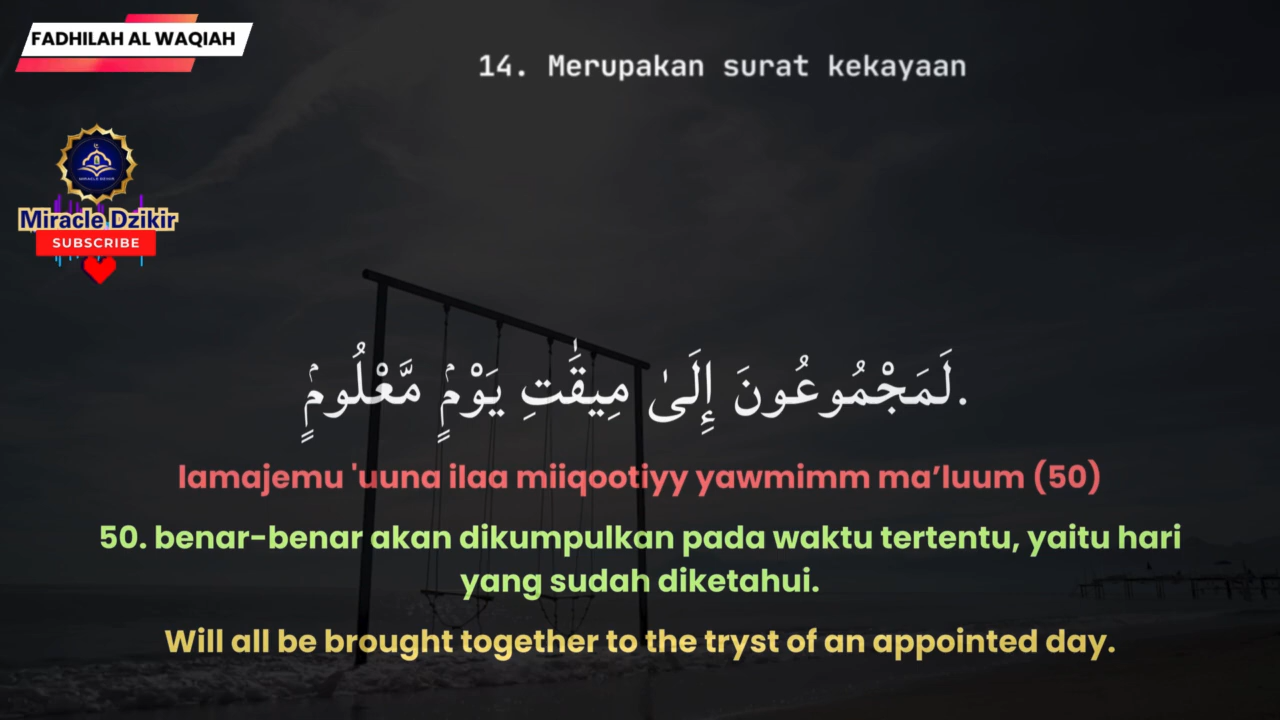 FADHILAH AL WAQIAH
14. Merupakan surat kekayaan
Miracle Dzikir
SUBSCRIBE
لَمَجْمُوعُونَ إِلَىٰ مِيقَٰتِ يَوْمٍۢ مَّعْلُومٍۢ.
lamajemu 'uuna ilaa miiqootiyy yawmimm ma’luum (50)
50. benar-benar akan dikumpulkan pada waktu tertentu, yaitu hari
yang sudah diketahui.
Will all be brought together to the tryst of an appointed day.